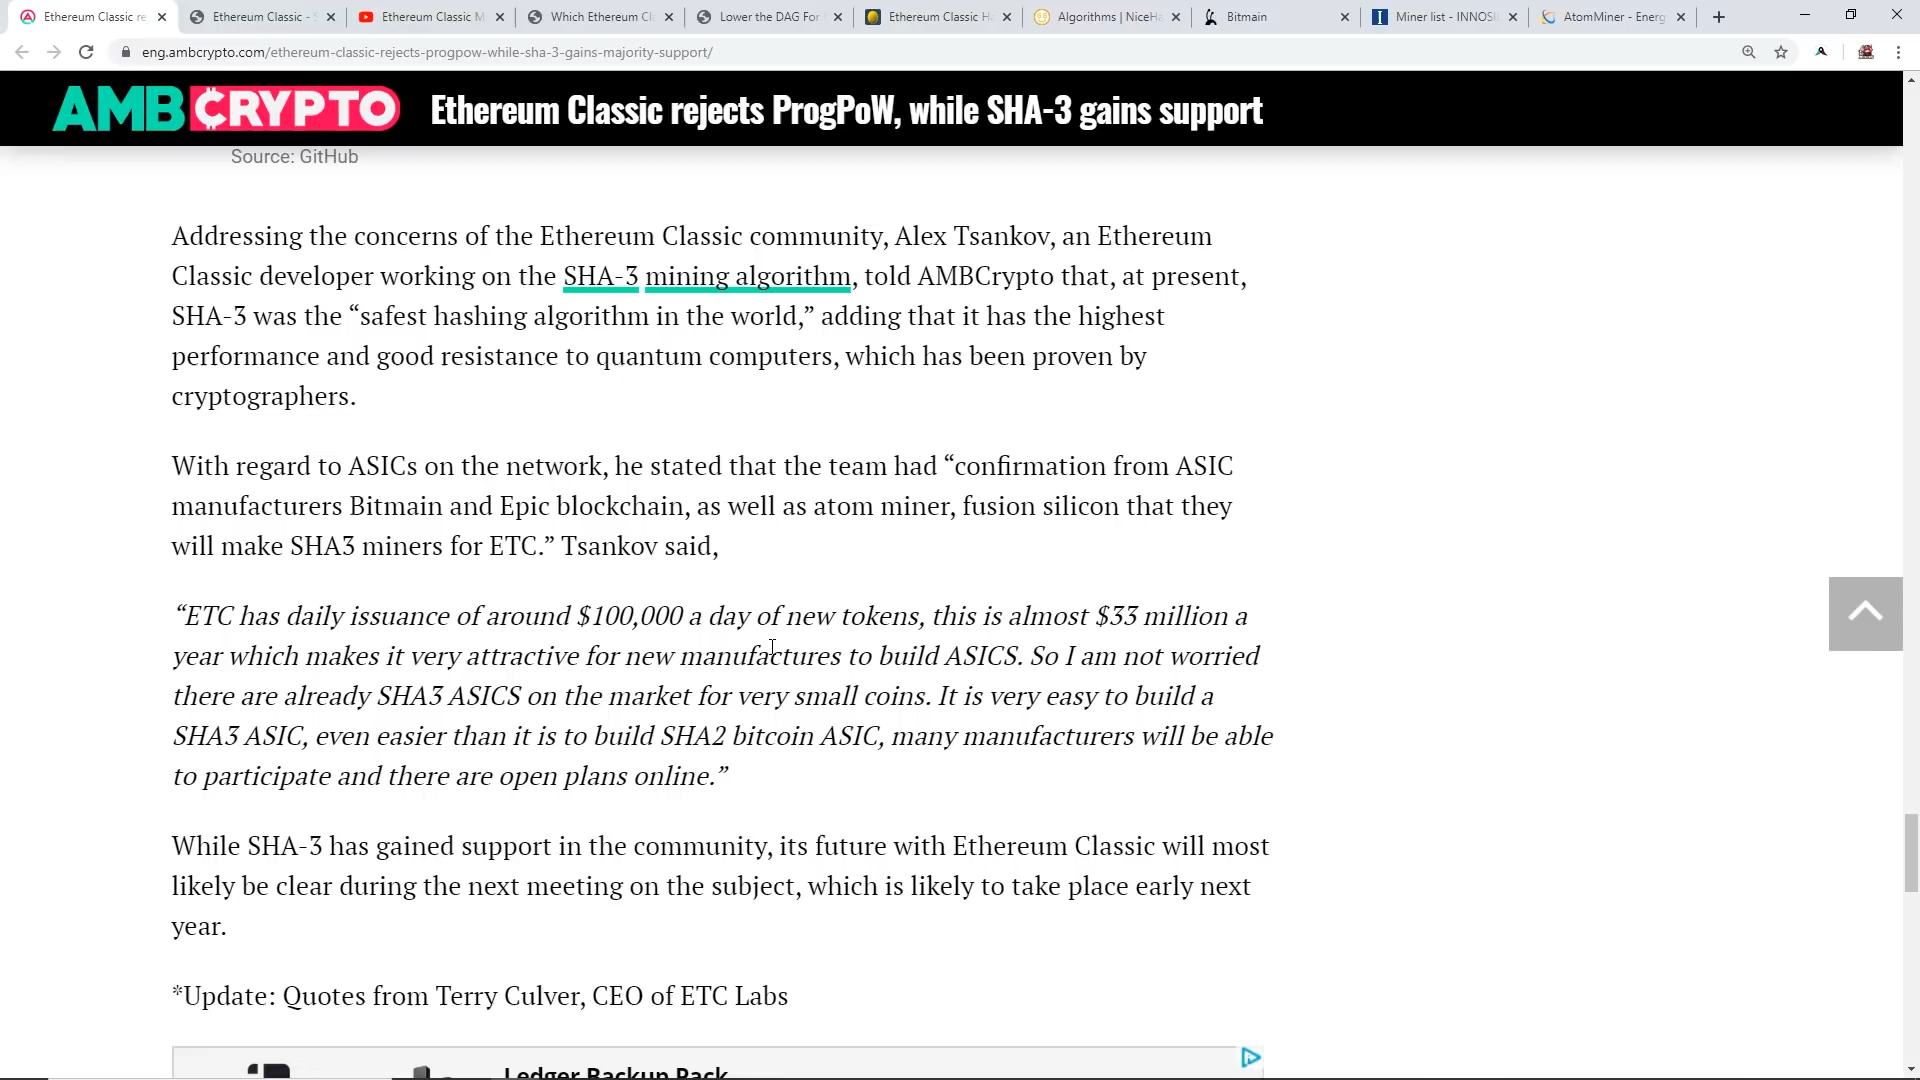 Ethereum Classic re
Ethereum Classic - S
Ethereum Classic M
Which Ethereum Cl
Lower the DAG For
Ethereum Classic Ha
Algorithms | NiceHa
Bitmain
Miner list - INNOSI
AtomMiner - Energ
eng.ambcrypto.com/ethereum-classic-rejects-progpow-while-sha-3-gains-majority-support/
AMBCRYPTO
Ethereum Classic rejects ProgPoW, while SHA-3 gains support
Source: GitHub
Addressing the concerns of the Ethereum Classic community, Alex Tsankov, an Ethereum
Classic developer working on the SHA-3 mining algorithm, told AMBCrypto that, at present,
SHA-3 was the “safest hashing algorithm in the world,” adding that it has the highest
performance and good resistance to quantum computers, which has been proven by
cryptographers.
With regard to ASICs on the network, he stated that the team had “confirmation from ASIC
manufacturers Bitmain and Epic blockchain, as well as atom miner, fusion silicon that they
will make SHA3 miners for ETC.” Tsankov said,
“ETC has daily issuance of around $100,000 a day of new tokens, this is almost $33 million a
year which makes it very attractive for new manufactures to build ASICS. So I am not worried
there are already SHA3 ASICS on the market for very small coins. It is very easy to build a
SHA3 ASIC, even easier than it is to build SHA2 bitcoin ASIC, many manufacturers will be able
to participate and there are open plans online.”
While SHA-3 has gained support in the community, its future with Ethereum Classic will most
likely be clear during the next meeting on the subject, which is likely to take place early next
year.
*Update: Quotes from Terry Culver, CEO of ETC Labs
Ledger Backup Pack